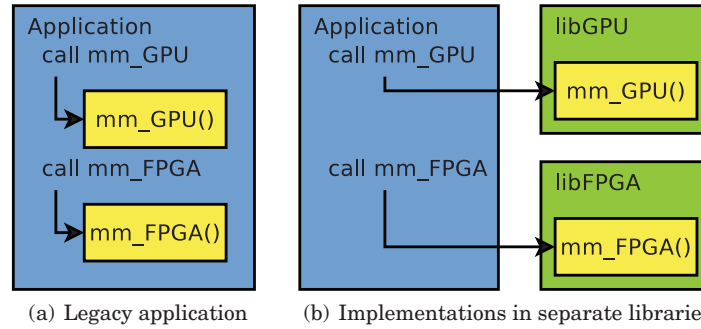 Application
call mm_GPU
mm_GPU()
call mm_FPGA
mm_FPGA()
(a) Legacy application
Application
call mm_GPU
call mm_FPGA
libGPU
mm_GPU()
libFPGA
mm_FPGA()
(b) Implementations in separate librarie